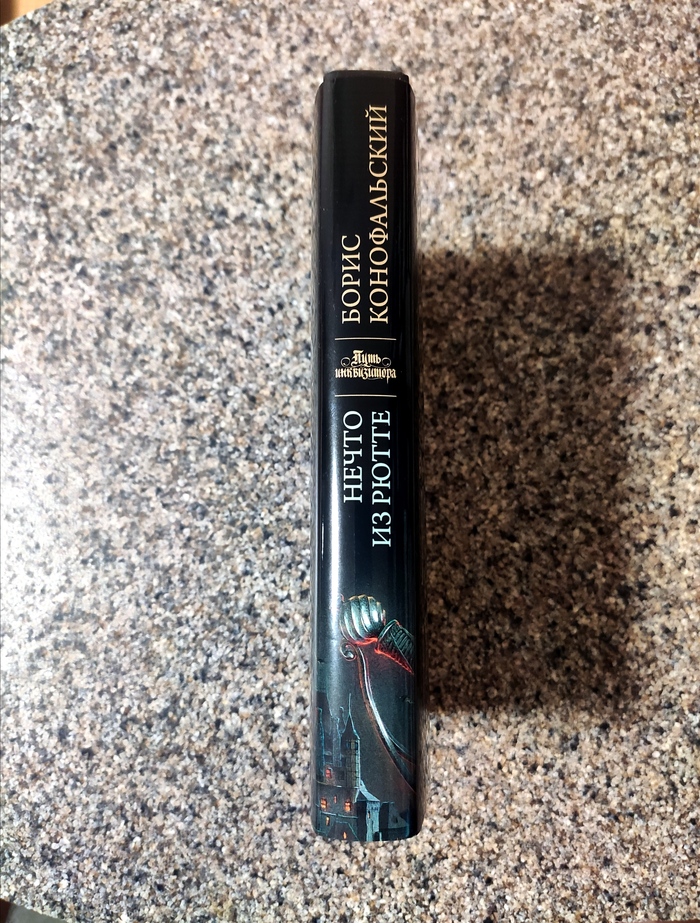 БОРИС
КОНОФАЛЬСКИЙ
Путь
инквизитора
НЕЧТО
ИЗ РЮТТЕ